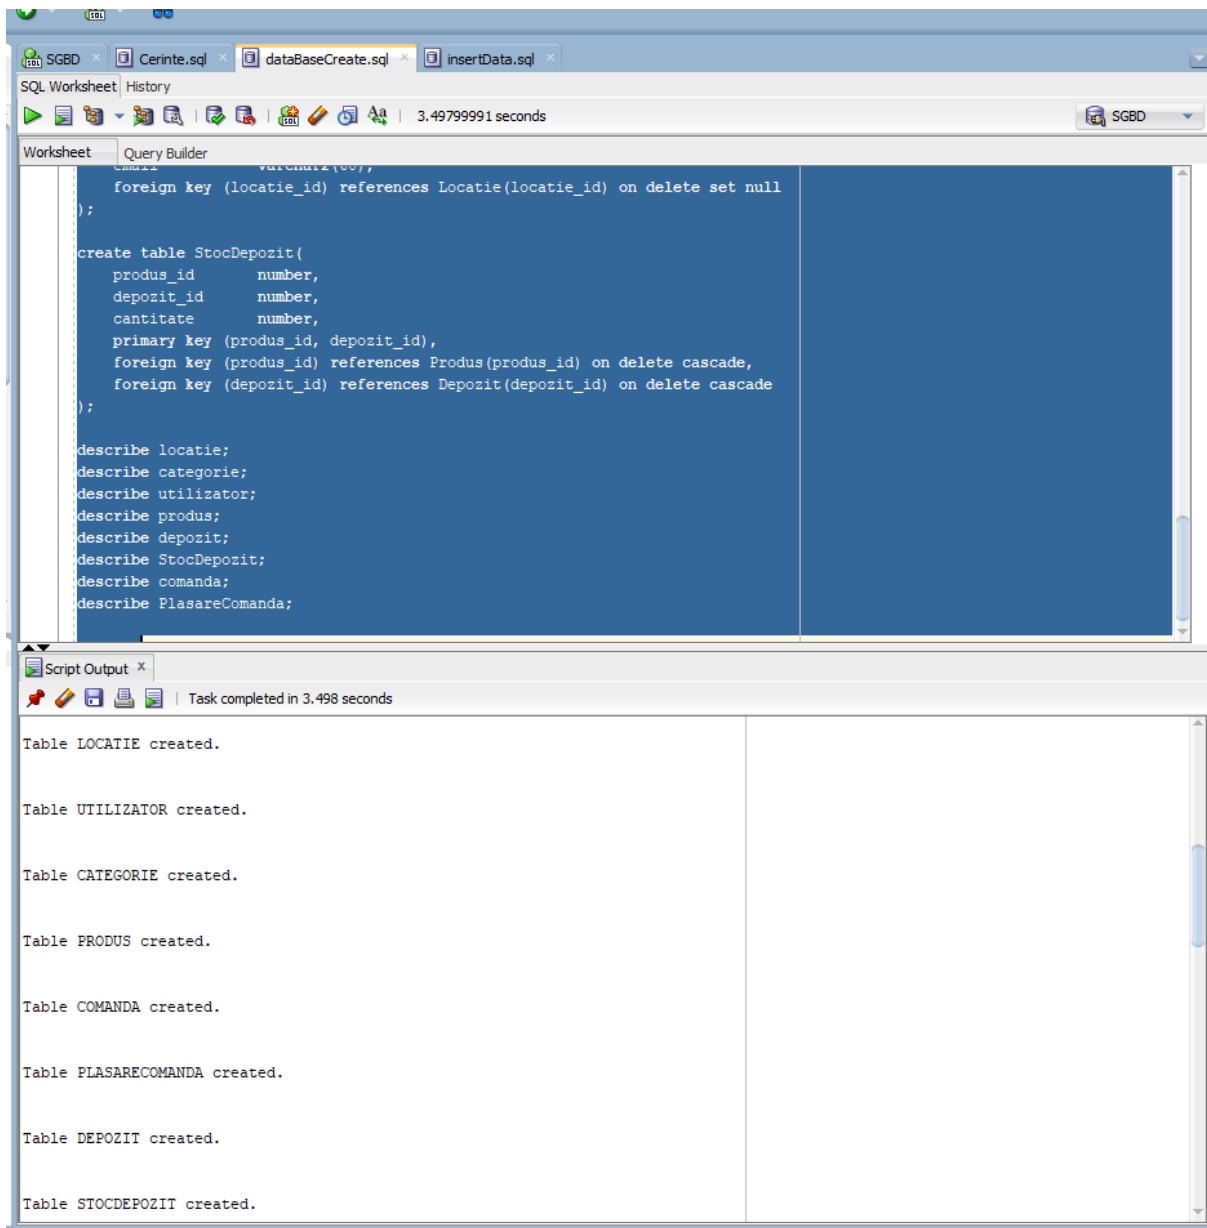 SQL
SGBD
Cerinte.sql
dataBaseCreate.sql
insertData.sql
SQL Worksheet History
3.49799991 seconds
SGBD
Worksheet
Query Builder
email varchar2(60),
foreign key (locatie_id) references Locatie(locatie_id) on delete set null
);
create table StocDepozit(
produs_id number,
depozit_id number,
cantitate number,
primary key (produs_id, depozit_id),
foreign key (produs_id) references Produs(produs_id) on delete cascade,
foreign key (depozit_id) references Depozit(depozit_id) on delete cascade
);
describe locatie;
describe categorie;
describe utilizator;
describe produs;
describe depozit;
describe StocDepozit;
describe comanda;
describe PlasareComanda;
Script Output x
Task completed in 3.498 seconds
Table LOCATIE created.
Table UTILIZATOR created.
Table CATEGORIE created.
Table PRODUS created.
Table COMANDA created.
Table PLASARECOMANDA created.
Table DEPOZIT created.
Table STOCDEPOZIT created.